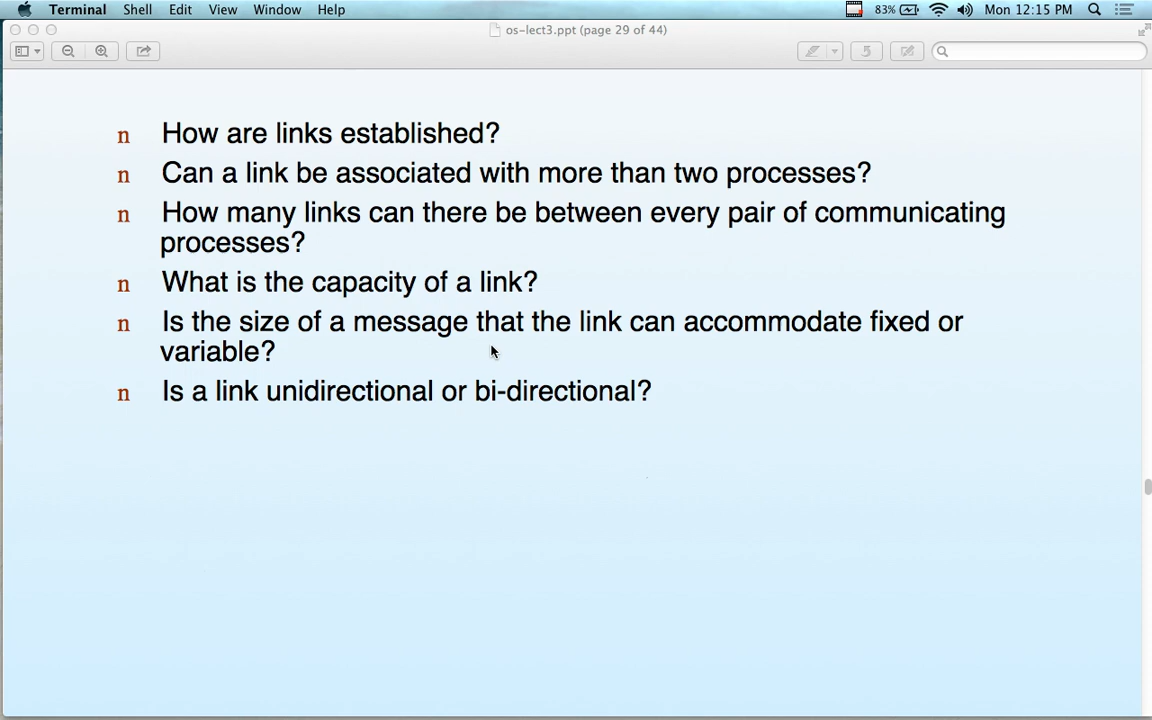 Terminal Shell Edit View Window Help 83% Mon 12:15 PM
os-lect3.ppt (page 29 of 44)
n How are links established?
n Can a link be associated with more than two processes?
n How many links can there be between every pair of communicating
processes?
n What is the capacity of a link?
n Is the size of a message that the link can accommodate fixed or
variable?
n Is a link unidirectional or bi-directional?